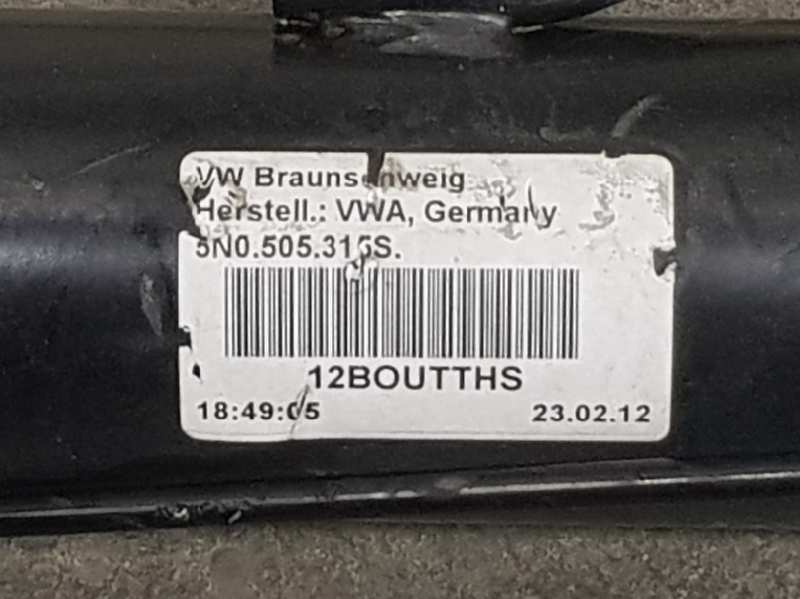 VW Braunschweig
Herstell.: VWA, Germany
5N0.505.315S.
12BOUTTHS
18:49:05
23.02.12